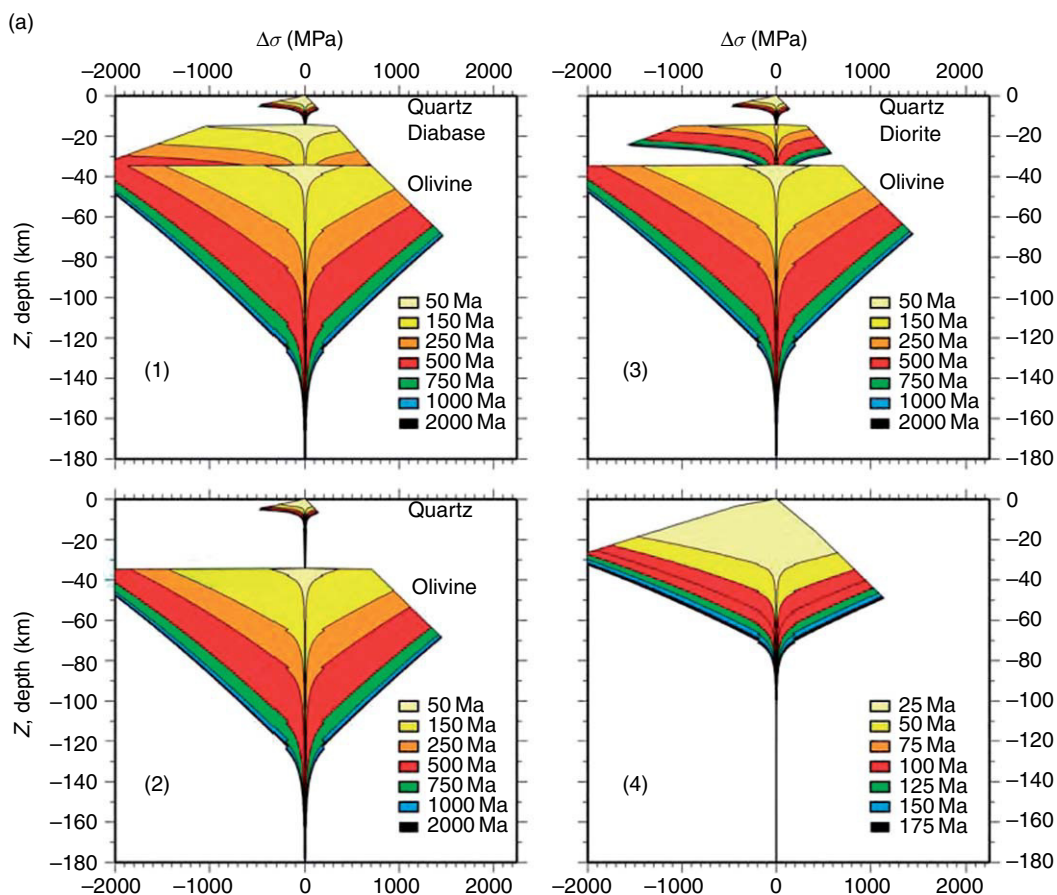 (a)
Δσ (MPa)
−2000 −1000 0 1000 2000
0
−20
−40
−60
−80
−100
−120
−140
−160
−180
Z, depth (km)
Quartz
Diabase
Olivine
50 Ma
150 Ma
250 Ma
500 Ma
750 Ma
1000 Ma
2000 Ma
(1)
Δσ (MPa)
−2000 −1000 0 1000 2000
0
−20
−40
−60
−80
−100
−120
−140
−160
−180
Quartz
Diorite
Olivine
50 Ma
150 Ma
250 Ma
500 Ma
750 Ma
1000 Ma
2000 Ma
(3)
0
−20
−40
−60
−80
−100
−120
−140
−160
−180
Z, depth (km)
Quartz
Olivine
50 Ma
150 Ma
250 Ma
500 Ma
750 Ma
1000 Ma
2000 Ma
(2)
−2000 −1000 0 1000 2000
0
−20
−40
−60
−80
−100
−120
−140
−160
−180
25 Ma
50 Ma
75 Ma
100 Ma
125 Ma
150 Ma
175 Ma
(4)
−2000 −1000 0 1000 2000